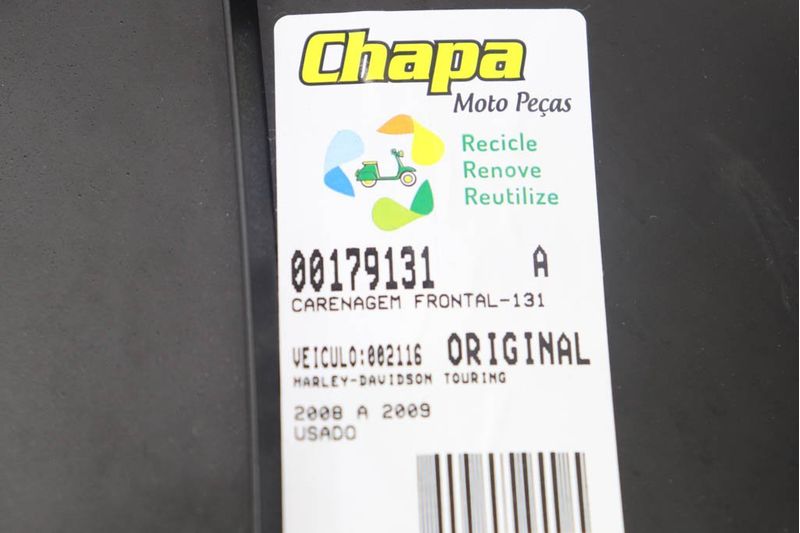 Chapa
Moto Peças
Recicle
Renove
Reutilize
00179131 A
CARENAGEM FRONTAL-131
VEICULO:002116 ORIGINAL
HARLEY-DAVIDSON TOURING
2008 A 2009
USADO